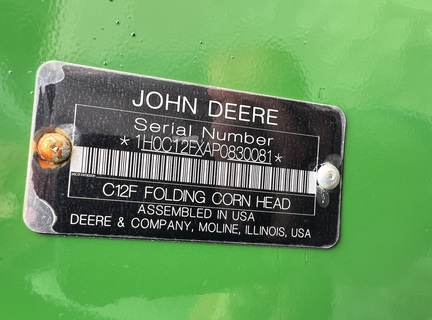 JOHN DEERE
Serial Number
*1H0C12FXAP0830081*
C12F FOLDING CORN HEAD
ASSEMBLED IN USA
DEERE & COMPANY, MOLINE, ILLINOIS, USA